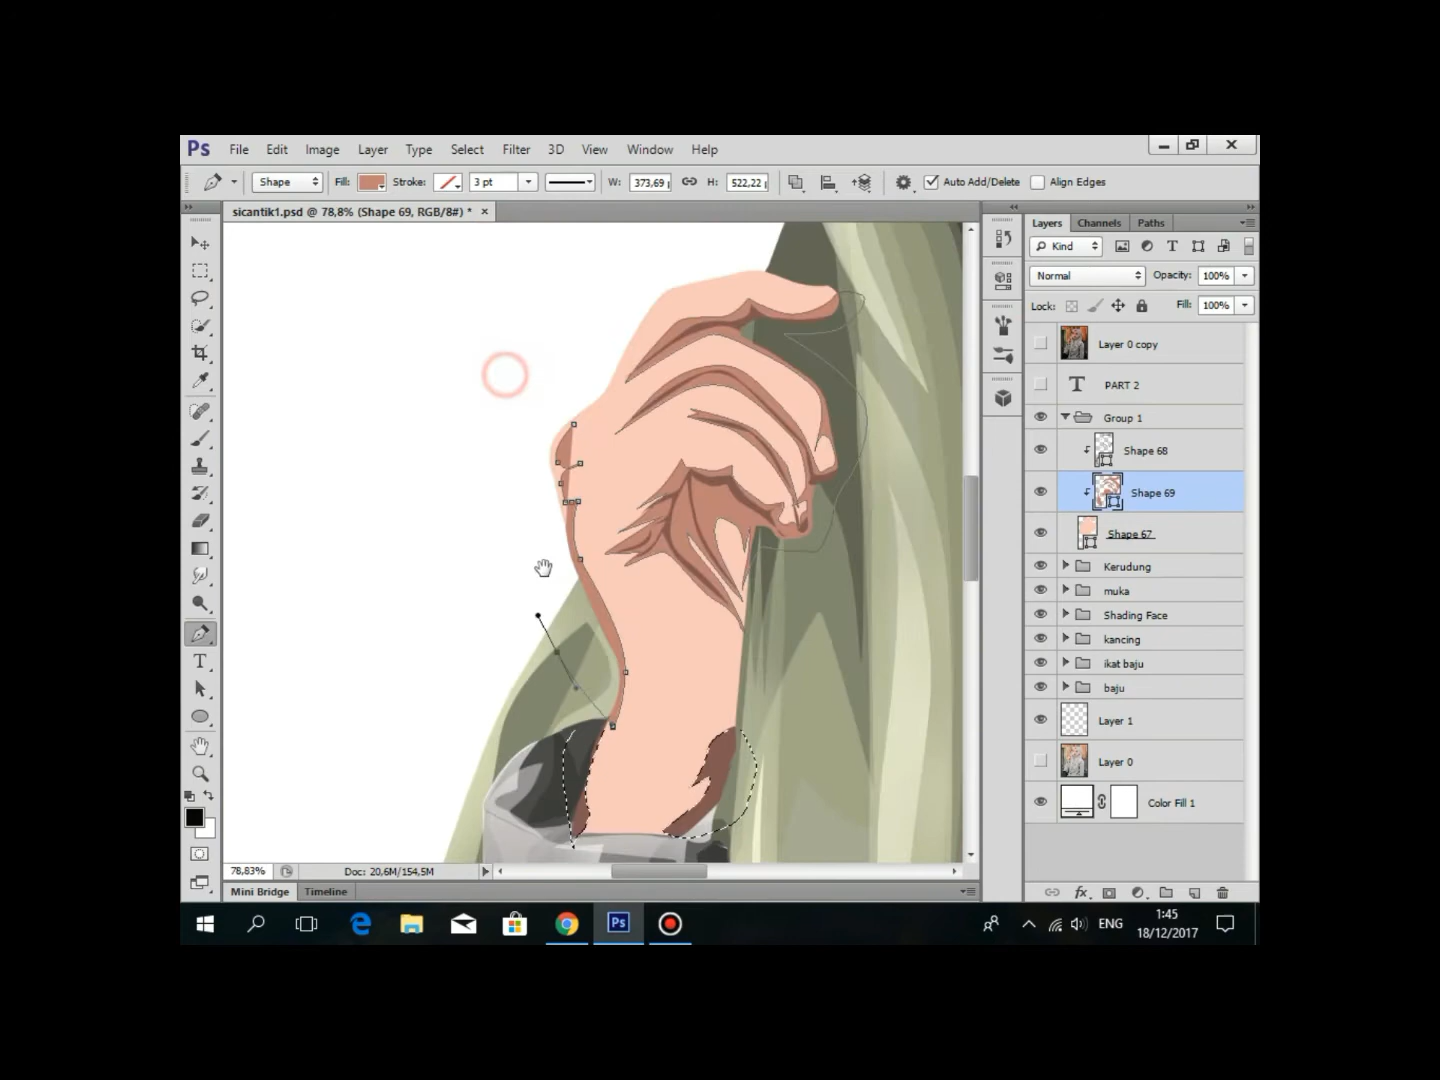 Ps File Edit Image Layer Type Select Filter 3D View Window Help
Shape Fill: Stroke: 3 pt W: 373,69 H: 522,22 Auto Add/Delete Align Edges
sicantik1.psd @ 78,8% (Shape 69, RGB/8#) * ×
Layers Channels Paths
Kind T
Normal Opacity: 100%
Lock: Fill: 100%
Layer 0 copy
T PART 2
Group 1
Shape 68
Shape 69
Shape 67
Kerudung
muka
Shading Face
kancing
ikat baju
baju
Layer 1
Layer 0
Color Fill 1
T
78,83% Doc: 20,6M/154,5M
fx
Mini Bridge Timeline
Ps
ENG
1:45
18/12/2017